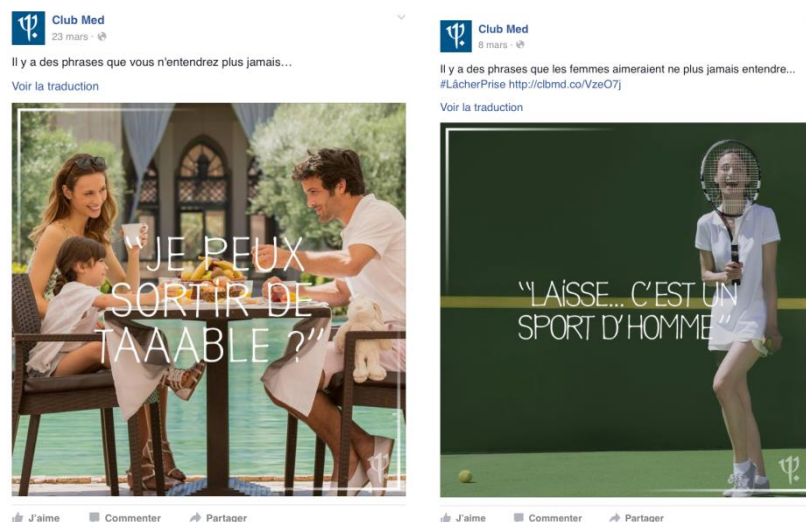 Club Med
23 mars
Il y a des phrases que vous n'entendrez plus jamais…
Voir la traduction
"JE PEUX
SORTIR DE
TAAABLE ?"
J'aime Commenter Partager
Club Med
8 mars
Il y a des phrases que les femmes aimeraient ne plus jamais entendre...
#LâcherPrise http://clbmd.co/VzeO7j
Voir la traduction
"LAISSE... C'EST UN
SPORT D'HOMME"
J'aime Commenter Partager